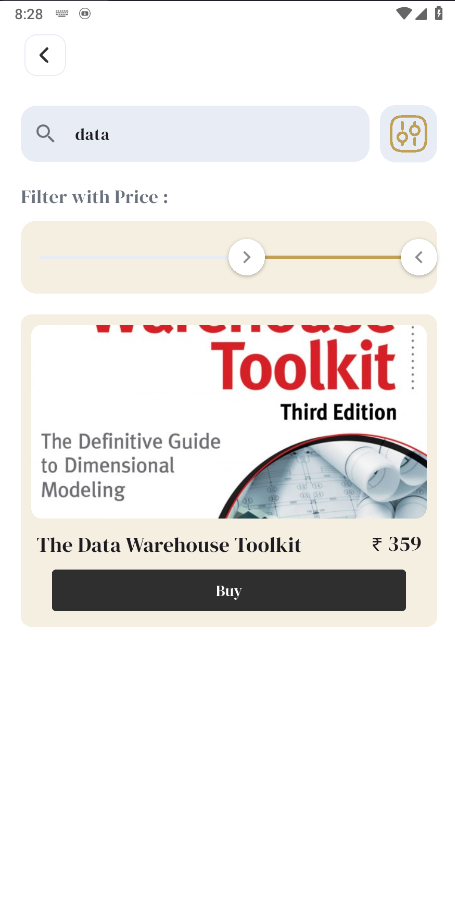 8:28
data
Filter with Price :
Warehouse
Toolkit
Third Edition
The Definitive Guide
to Dimensional
Modeling
The Data Warehouse Toolkit
₹ 359
Buy